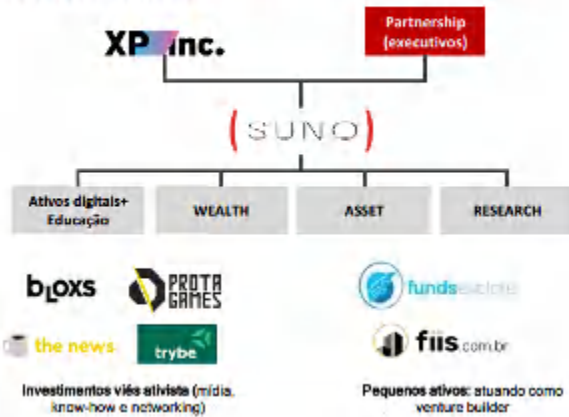 XP inc.
Partnership
(executivos)
(SUNO)
Ativos digitais+
Educação
WEALTH
ASSET
RESEARCH
bloxs
PROTA
GAMES
funds
the news
trybe
fiis.com.br
Investimentos viés ativista (mídia,
know-how e networking)
Pequenos ativos: atuando como
venture builder